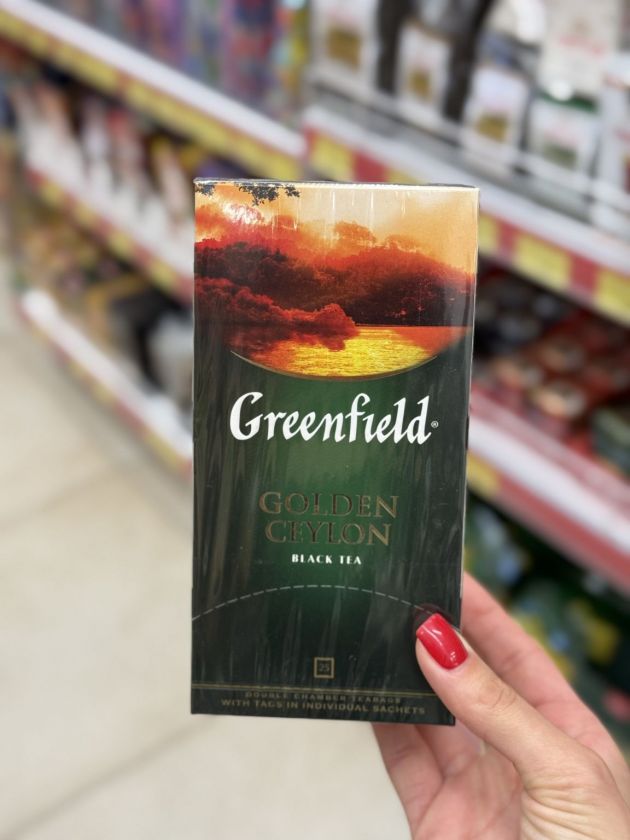 Greenfield®
GOLDEN
CEYLON
BLACK TEA
25
DOUBLE CHAMBER TEABAGS
WITH TAGS IN INDIVIDUAL SACHETS